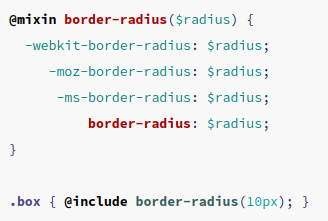 @mixin border-radius($radius) {
  -webkit-border-radius: $radius;
     -moz-border-radius: $radius;
      -ms-border-radius: $radius;
          border-radius: $radius;
}

.box { @include border-radius(10px); }